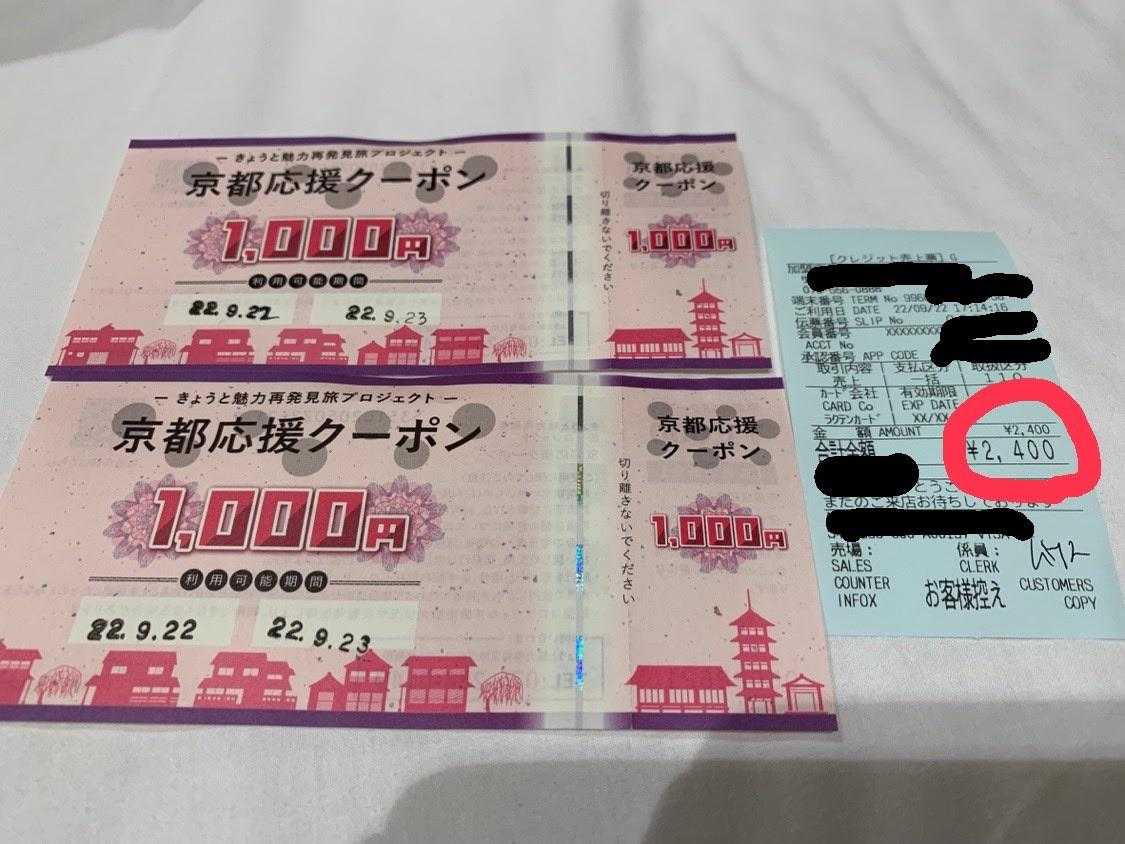 ― きょうと魅力再発見旅プロジェクト ―
京都応援クーポン
1,000円
利用可能期間
22.9.22
22.9.23
切り離さないでください
京都応援
クーポン
1,000円
― きょうと魅力再発見旅プロジェクト ―
京都応援クーポン
1,000円
利用可能期間
22.9.22
22.9.23
切り離さないでください
京都応援
クーポン
1,000円
[クレジット売上票] G
端末番号 TERM No
ご利用日 DATE 22/09/22 17:14:16
伝票番号 SLIP No
会員番号
ACCT No
承認番号 APP CODE
取引内容 支払区分 取扱区分
売上 一括 110
カード会社 有効期限
CARD Co EXP DATE
ラクテンカード XX/XX
金 額 AMOUNT ¥2,400
合計金額 ¥2,400
またのご来店お待ちしております
売場: 係員:
SALES CLERK
COUNTER お客様控え CUSTOMERS
INFOX COPY